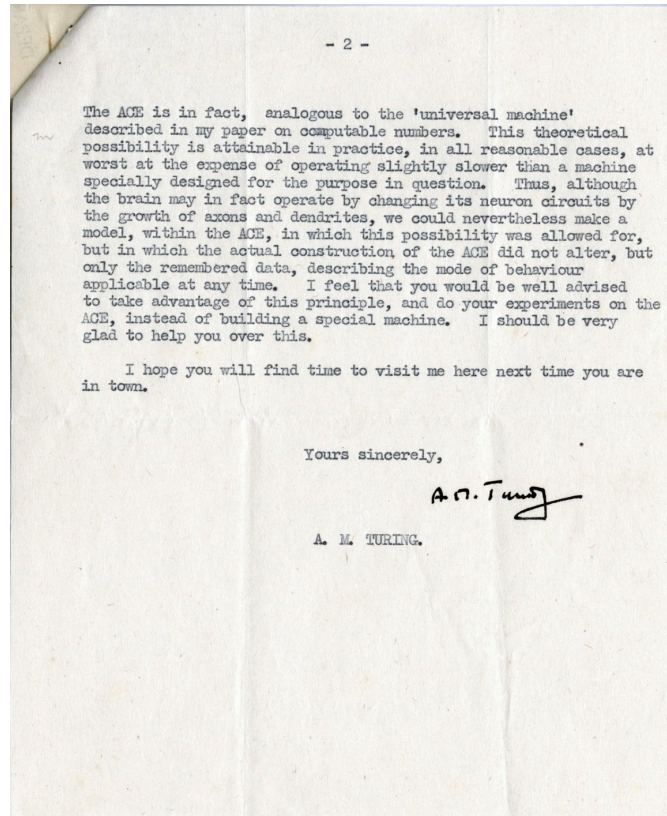 - 2 -
The ACE is in fact, analogous to the 'universal machine'
described in my paper on computable numbers. This theoretical
possibility is attainable in practice, in all reasonable cases, at
worst at the expense of operating slightly slower than a machine
specially designed for the purpose in question. Thus, although
the brain may in fact operate by changing its neuron circuits by
the growth of axons and dendrites, we could nevertheless make a
model, within the ACE, in which this possibility was allowed for,
but in which the actual construction of the ACE did not alter, but
only the remembered data, describing the mode of behaviour
applicable at any time. I feel that you would be well advised
to take advantage of this principle, and do your experiments on the
ACE, instead of building a special machine. I should be very
glad to help you over this.
I hope you will find time to visit me here next time you are
in town.
Yours sincerely,
A.M. Turing
A. M. TURING.